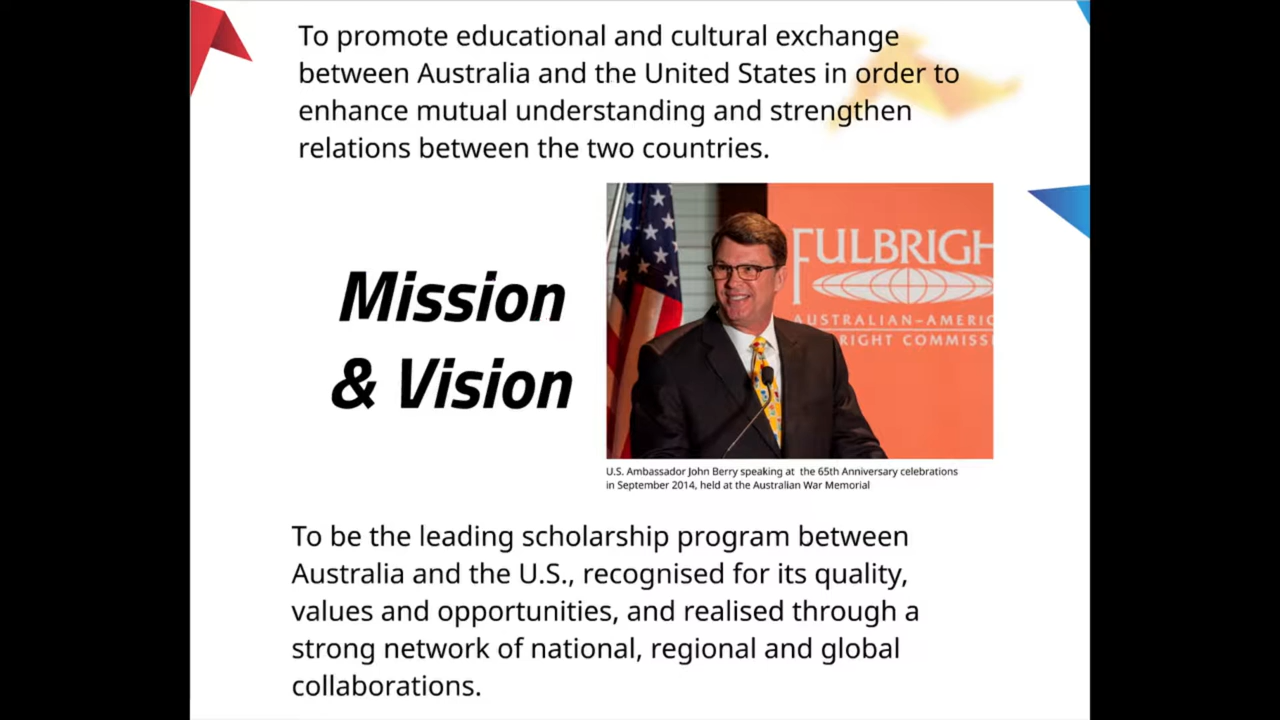 To promote educational and cultural exchange
between Australia and the United States in order to
enhance mutual understanding and strengthen
relations between the two countries.
Mission
& Vision
FULBRIGH
AUSTRALIAN–AMERIC
RIGHT COMMISS
U.S. Ambassador John Berry speaking at the 65th Anniversary celebrations
in September 2014, held at the Australian War Memorial
To be the leading scholarship program between
Australia and the U.S., recognised for its quality,
values and opportunities, and realised through a
strong network of national, regional and global
collaborations.